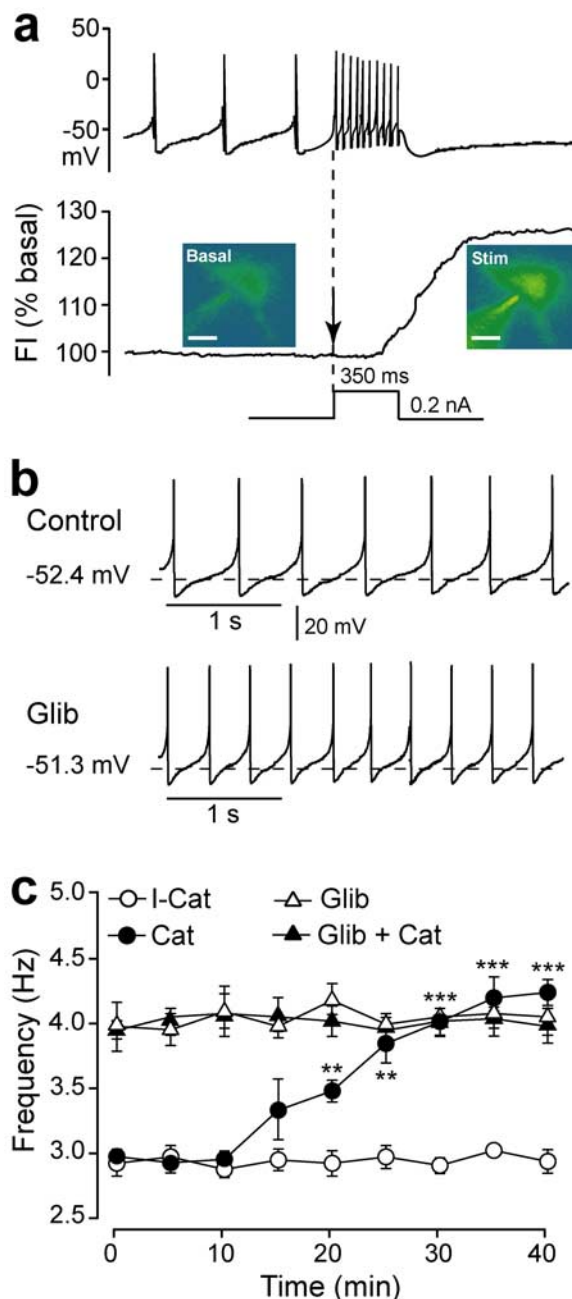 a
50
0
-50
mV
130
120
110
100
FI (% basal)
Basal
Stim
350 ms
0.2 nA
b
Control
-52.4 mV
1 s
20 mV
Glib
-51.3 mV
1 s
c
5.0
4.5
4.0
3.5
3.0
2.5
Frequency (Hz)
I-Cat
Glib
Cat
Glib + Cat
**
**
***
***
***
0
10
20
30
40
Time (min)